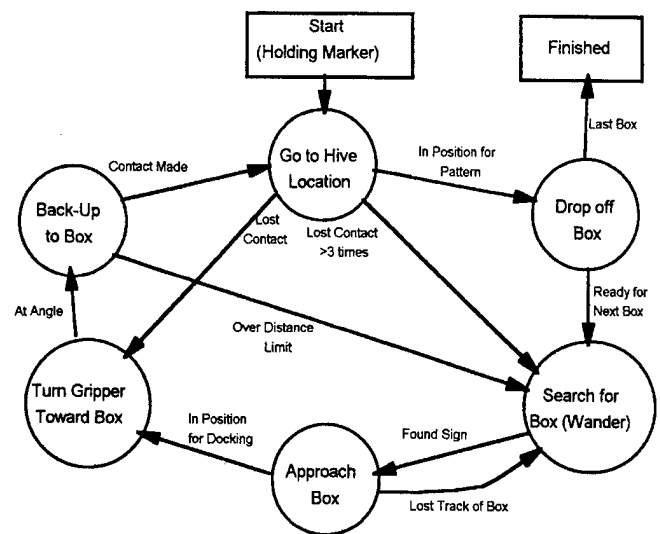 Start
(Holding Marker)
Finished
Last Box
Contact Made
Go to Hive
Location
In Position for
Pattern
Back-Up
to Box
Drop off
Box
Lost
Contact
Lost Contact
>3 times
At Angle
Ready for
Next Box
Over Distance
Limit
Turn Gripper
Toward Box
Search for
Box (Wander)
In Position
for Docking
Found Sign
Approach
Box
Lost Track of Box